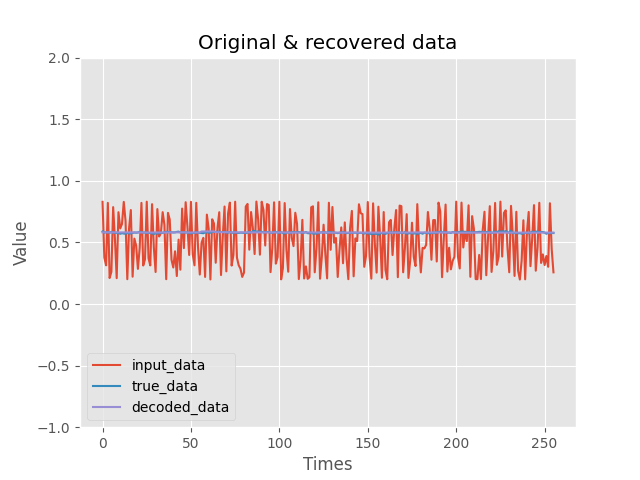 Original & recovered data
2.0
1.5
1.0
0.5
0.0
−0.5
−1.0
Value
input_data
true_data
decoded_data
0 50 100 150 200 250
Times